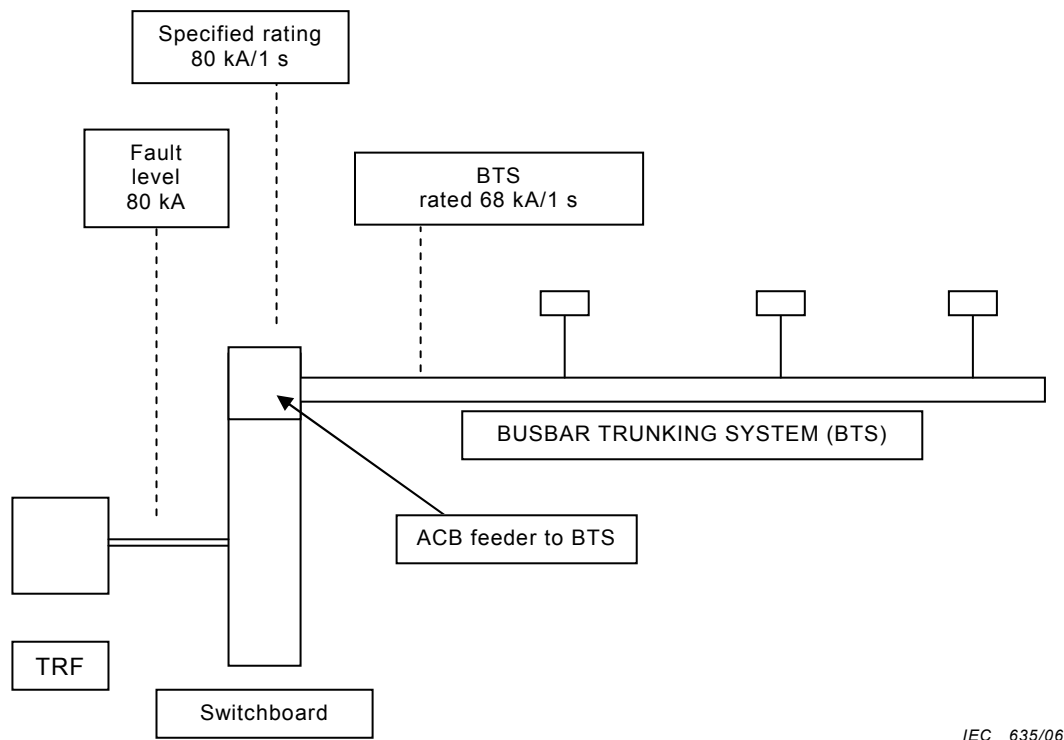 Specified rating
80 kA/1 s
Fault
level
80 kA
BTS
rated 68 kA/1 s
BUSBAR TRUNKING SYSTEM (BTS)
ACB feeder to BTS
TRF
Switchboard
IEC 635/06